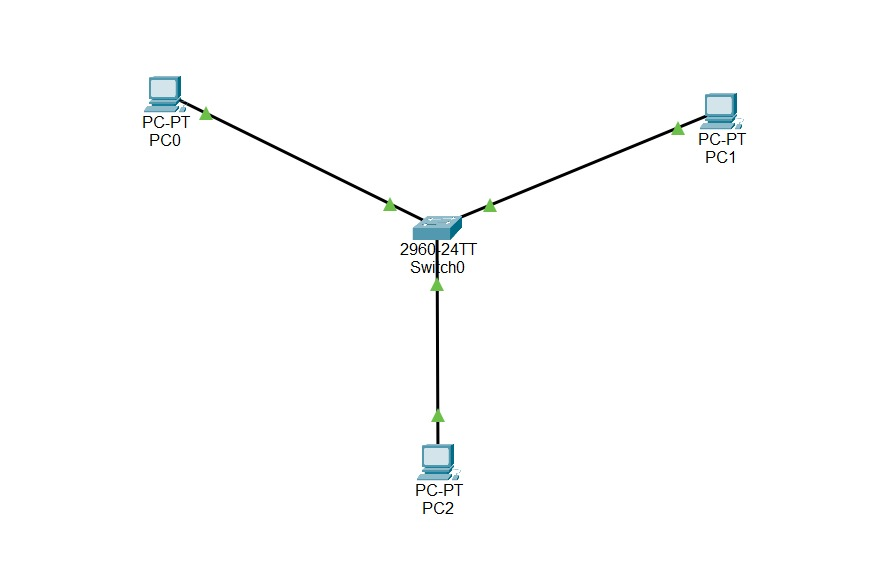 PC-PT
PC0
PC-PT
PC1
2960-24TT
Switch0
PC-PT
PC2